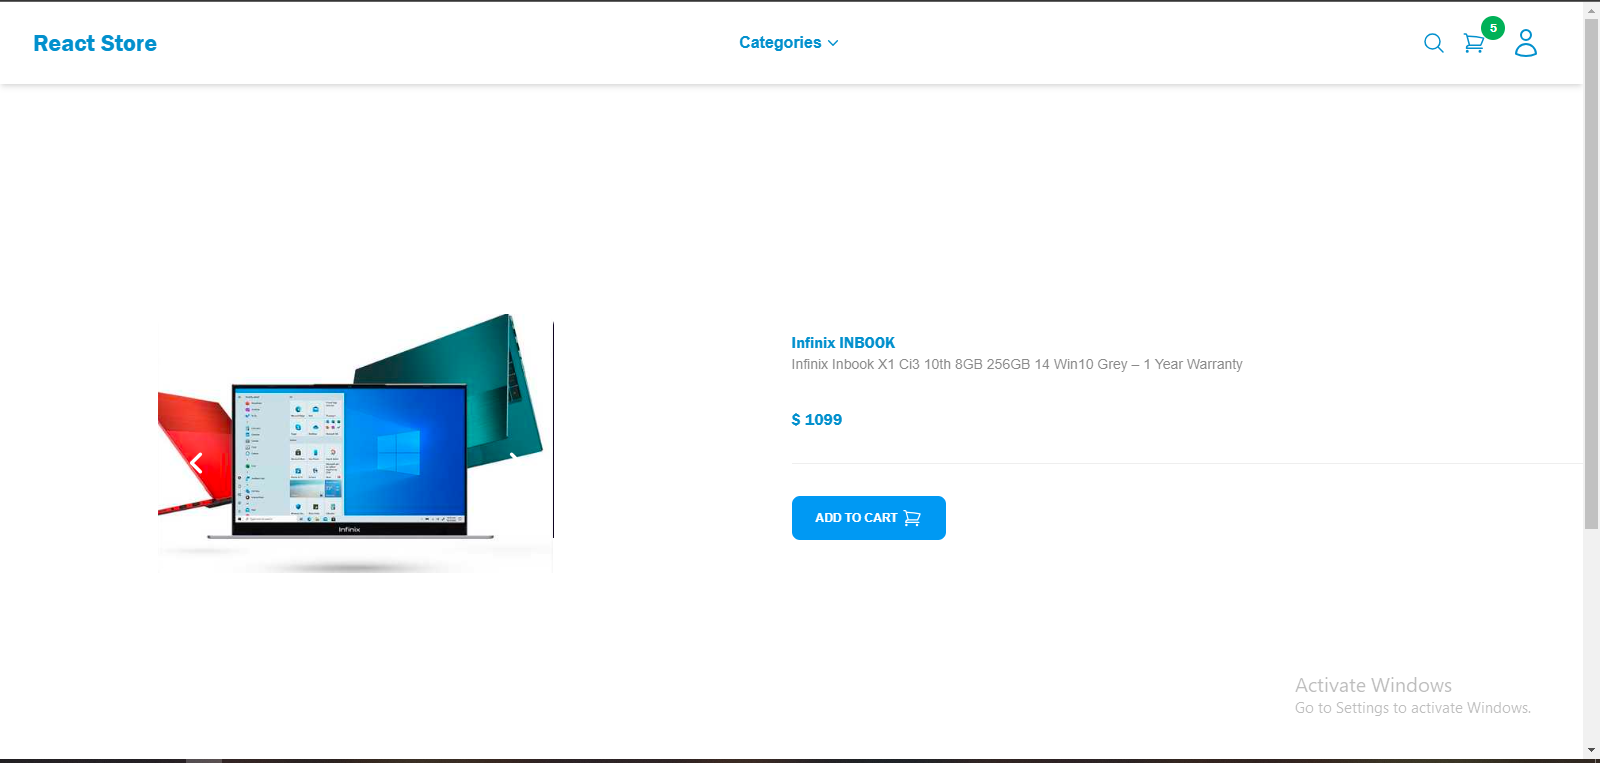 React Store
Categories
5
Infinix INBOOK
Infinix Inbook X1 Ci3 10th 8GB 256GB 14 Win10 Grey – 1 Year Warranty
$ 1099
ADD TO CART
Infinix
Activate Windows
Go to Settings to activate Windows.